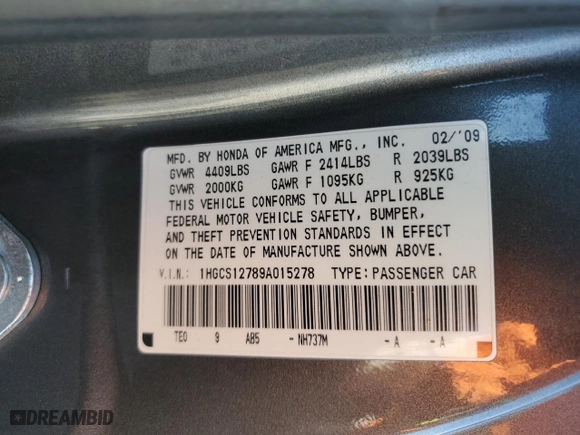 MFD. BY HONDA OF AMERICA MFG., INC. 02/'09
GVWR 4409LBS GAWR F 2414LBS R 2039LBS
GVWR 2000KG GAWR F 1095KG R 925KG
THIS VEHICLE CONFORMS TO ALL APPLICABLE
FEDERAL MOTOR VEHICLE SAFETY, BUMPER,
AND THEFT PREVENTION STANDARDS IN EFFECT
ON THE DATE OF MANUFACTURE SHOWN ABOVE.
V.I.N.: 1HGCS12789A015278 TYPE: PASSENGER CAR
TE0 9 AB5 - NH737M - A - A
DREAMBID